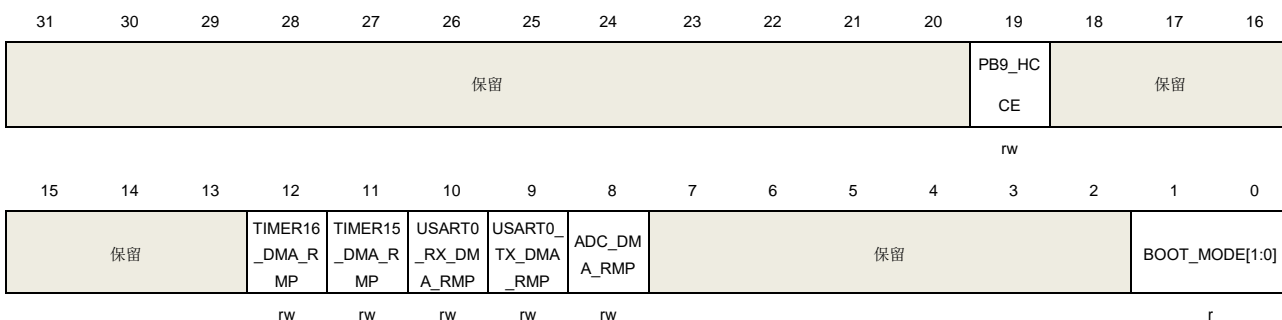 31 30 29 28 27 26 25 24 23 22 21 20 19 18 17 16
保留 PB9_HC CE 保留
rw
15 14 13 12 11 10 9 8 7 6 5 4 3 2 1 0
保留 TIMER16 _DMA_R MP TIMER15 _DMA_R MP USART0 _RX_DM A_RMP USART0_ TX_DMA _RMP ADC_DM A_RMP 保留 BOOT_MODE[1:0]
rw rw rw rw rw r